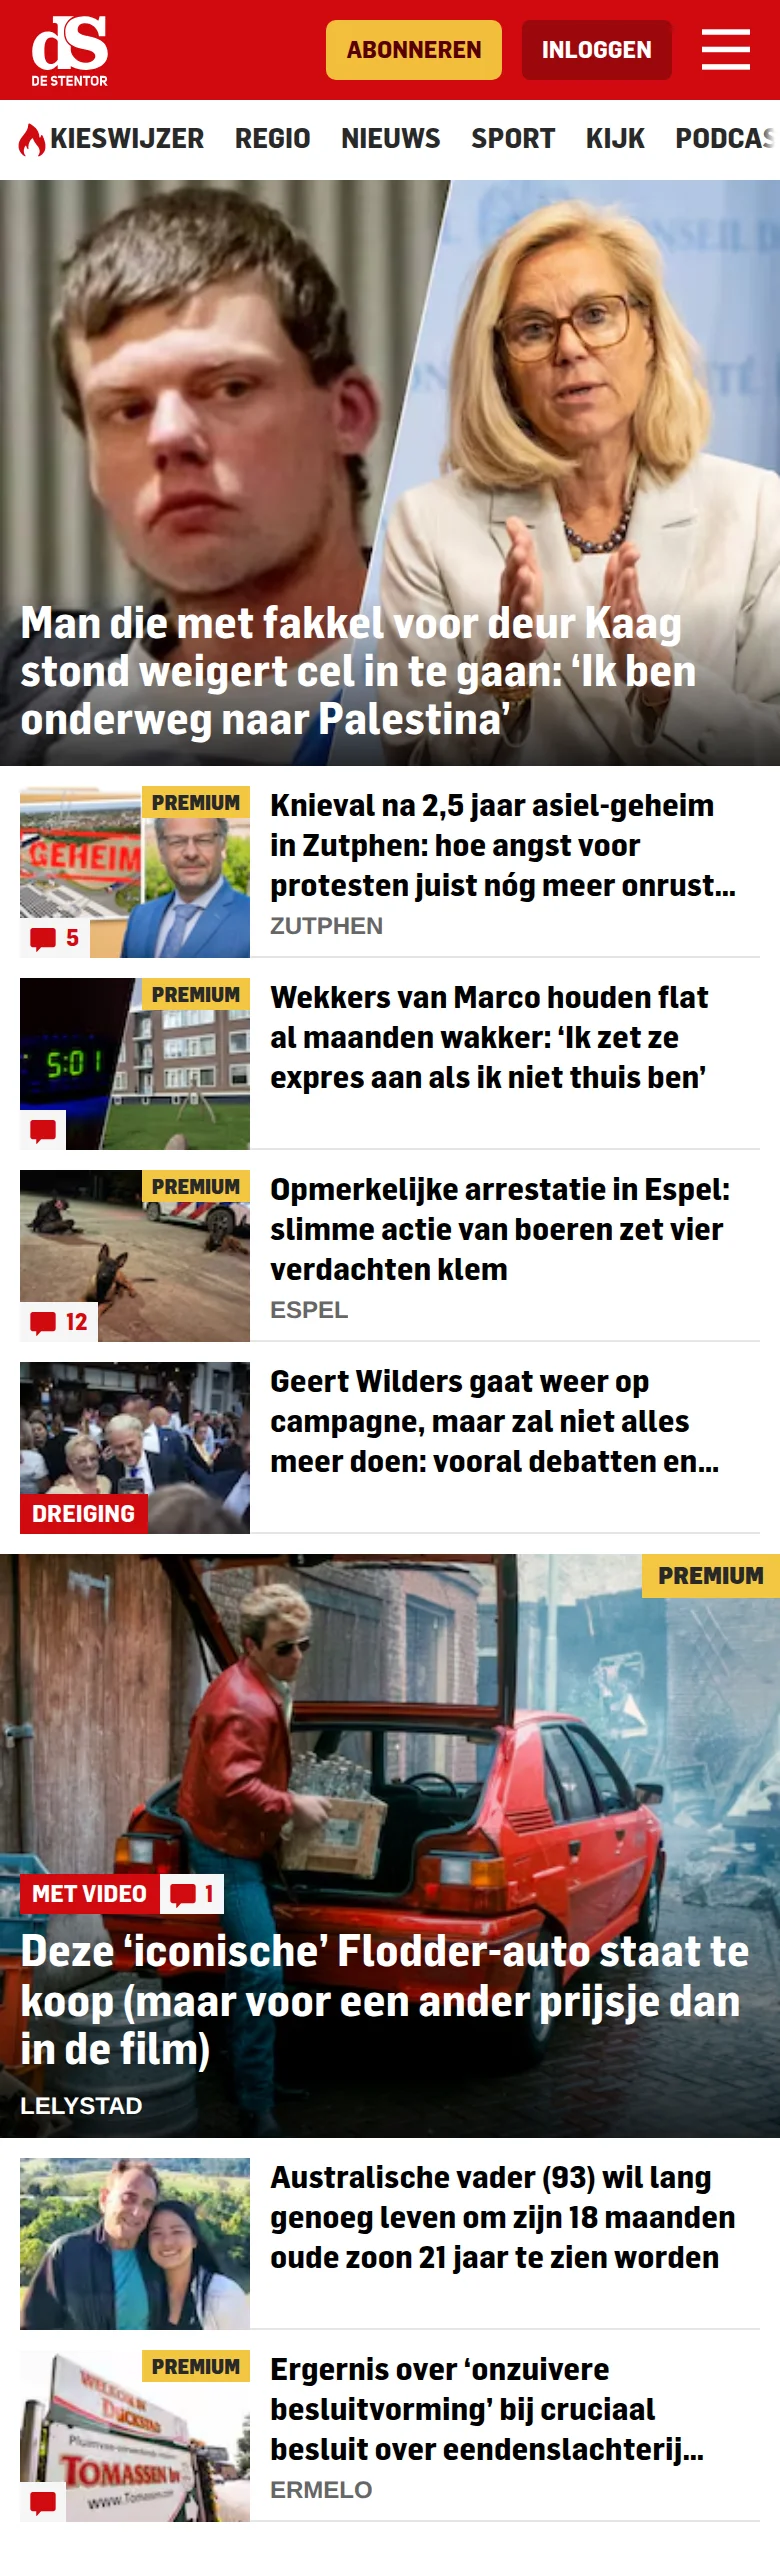 dS
DE STENTOR
ABONNEREN
INLOGGEN
KIESWIJZER REGIO NIEUWS SPORT KIJK PODCAS
Man die met fakkel voor deur Kaag
stond weigert cel in te gaan: ‘Ik ben
onderweg naar Palestina’
PREMIUM
GEHEIM
5
Knieval na 2,5 jaar asiel-geheim
in Zutphen: hoe angst voor
protesten juist nóg meer onrust...
ZUTPHEN
PREMIUM
5:01
Wekkers van Marco houden flat
al maanden wakker: ‘Ik zet ze
expres aan als ik niet thuis ben’
PREMIUM
12
Opmerkelijke arrestatie in Espel:
slimme actie van boeren zet vier
verdachten klem
ESPEL
DREIGING
Geert Wilders gaat weer op
campagne, maar zal niet alles
meer doen: vooral debatten en...
PREMIUM
MET VIDEO 1
Deze ‘iconische’ Flodder-auto staat te
koop (maar voor een ander prijsje dan
in de film)
LELYSTAD
Australische vader (93) wil lang
genoeg leven om zijn 18 maanden
oude zoon 21 jaar te zien worden
PREMIUM
WELKOM IN
TOMASSEN
www.Tomassen
Ergernis over ‘onzuivere
besluitvorming’ bij cruciaal
besluit over eendenslachterij...
ERMELO